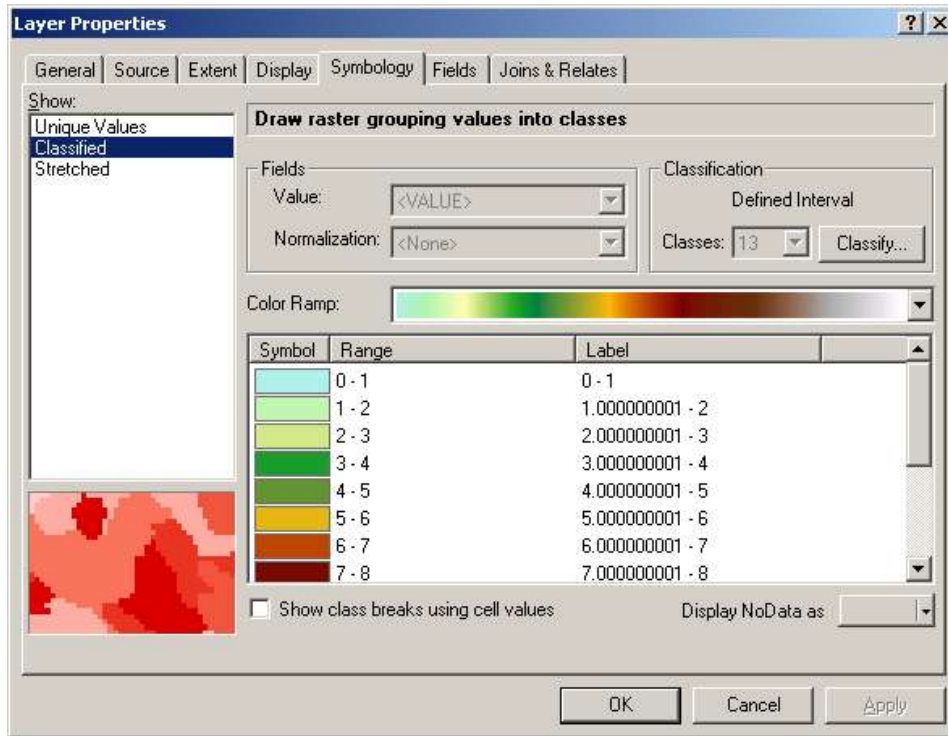 Layer Properties
General Source Extent Display Symbology Fields Joins & Relates
Show:
Unique Values
Classified
Stretched
Draw raster grouping values into classes
Fields
Value: <VALUE>
Normalization: <None>
Classification
Defined Interval
Classes: 13 Classify...
Color Ramp:
Symbol Range Label
0 - 1 0 - 1
1 - 2 1.000000001 - 2
2 - 3 2.000000001 - 3
3 - 4 3.000000001 - 4
4 - 5 4.000000001 - 5
5 - 6 5.000000001 - 6
6 - 7 6.000000001 - 7
7 - 8 7.000000001 - 8
Show class breaks using cell values Display NoData as
OK Cancel Apply